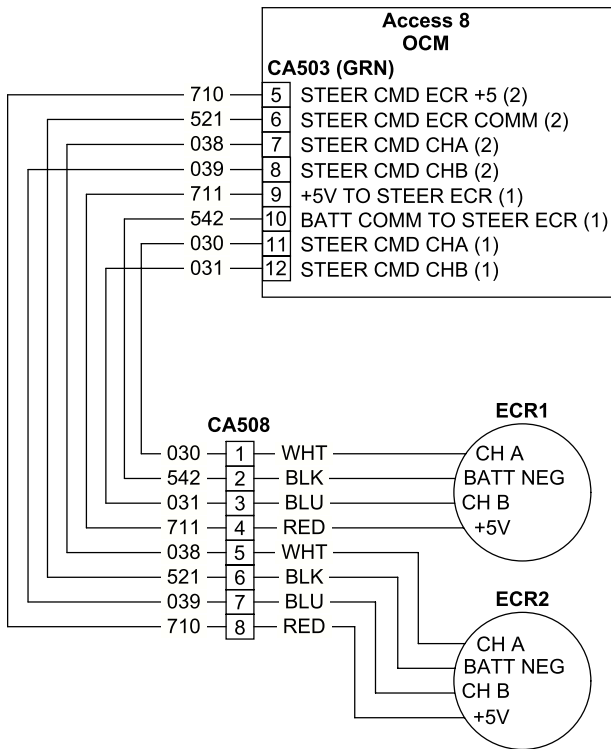 Access 8
OCM
CA503 (GRN)
710 5 STEER CMD ECR +5 (2)
521 6 STEER CMD ECR COMM (2)
038 7 STEER CMD CHA (2)
039 8 STEER CMD CHB (2)
711 9 +5V TO STEER ECR (1)
542 10 BATT COMM TO STEER ECR (1)
030 11 STEER CMD CHA (1)
031 12 STEER CMD CHB (1)
ECR1
CA508
030 1 WHT CH A
542 2 BLK BATT NEG
031 3 BLU CH B
711 4 RED +5V
038 5 WHT
521 6 BLK
ECR2
039 7 BLU
710 8 RED
CH A
BATT NEG
CH B
+5V